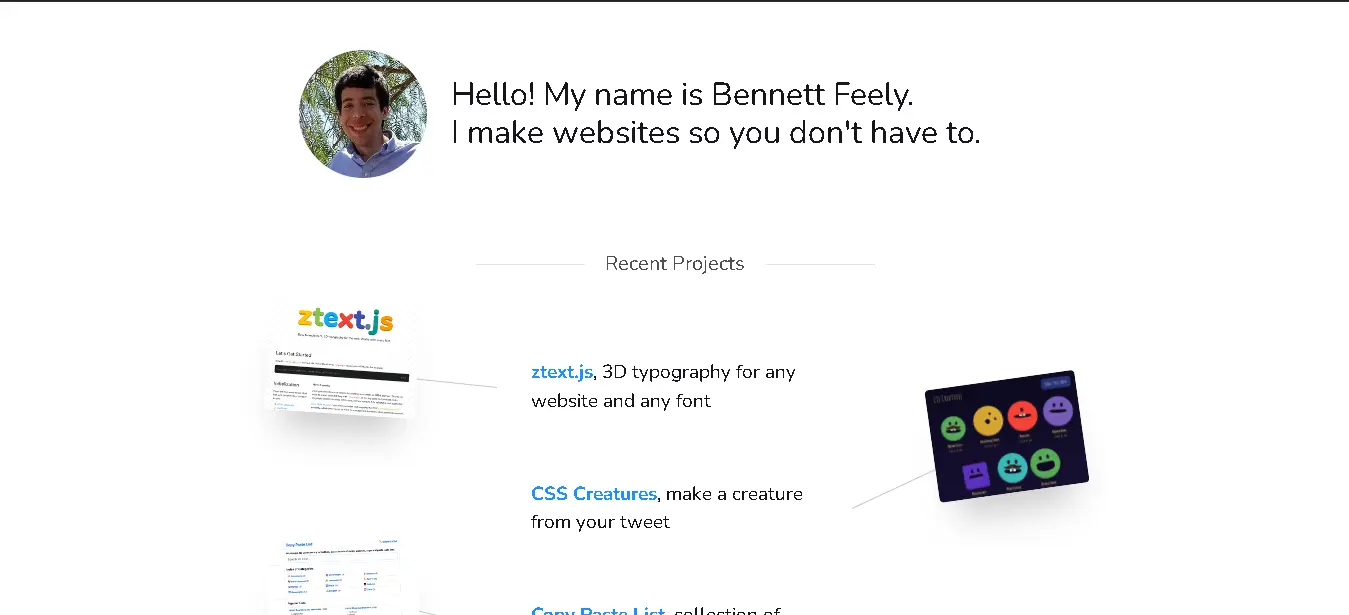 Hello! My name is Bennett Feely.
I make websites so you don't have to.
Recent Projects
ztext.js
Let's Get Started
Initialization
ztext.js, 3D typography for any
website and any font
CSS Creatures, make a creature
from your tweet
Copy Paste List
Copy Paste List, collection of